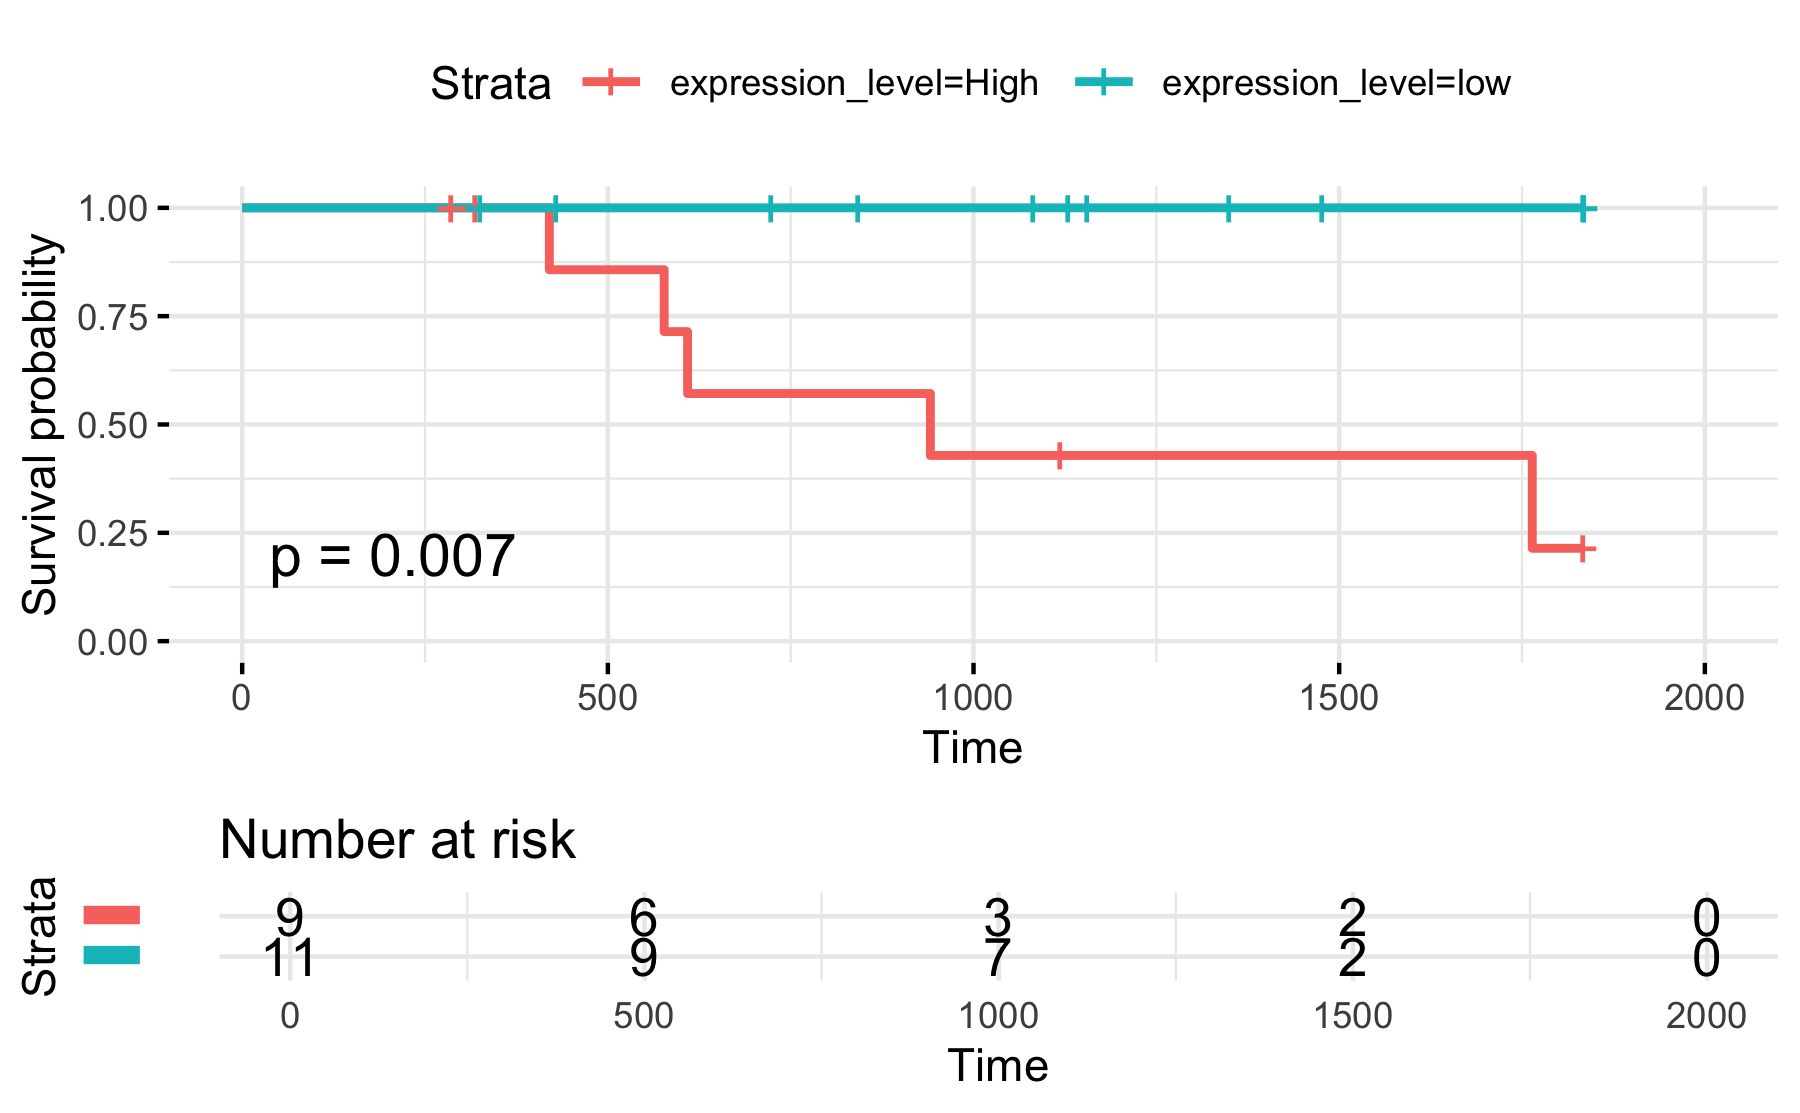 Strata expression_level=High expression_level=low
Survival probability
1.00
0.75
0.50
0.25
0.00
p = 0.007
0 500 1000 1500 2000
Time
Number at risk
Strata
9 6 3 2 0
11 9 7 2 0
0 500 1000 1500 2000
Time